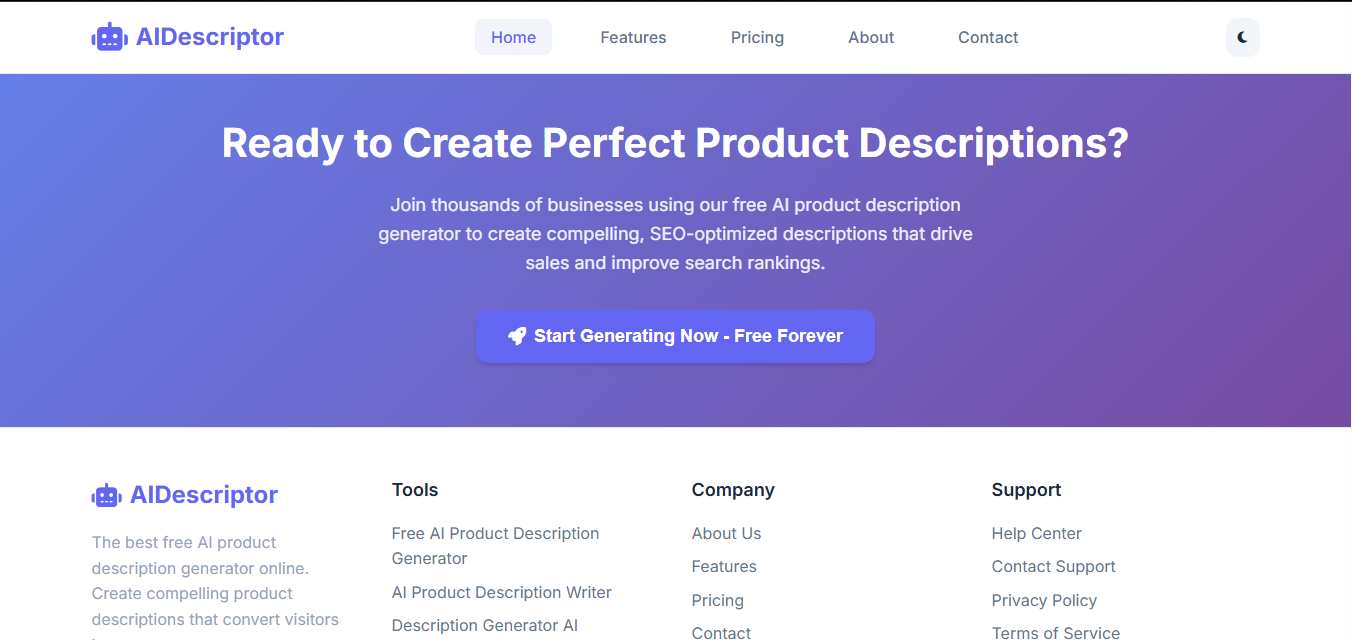 AIDescriptor
Home
Features
Pricing
About
Contact
Ready to Create Perfect Product Descriptions?
Join thousands of businesses using our free AI product description
generator to create compelling, SEO-optimized descriptions that drive
sales and improve search rankings.
Start Generating Now - Free Forever
AIDescriptor
The best free AI product
description generator online.
Create compelling product
descriptions that convert visitors
Tools
Free AI Product Description
Generator
AI Product Description Writer
Description Generator AI
Company
About Us
Features
Pricing
Contact
Support
Help Center
Contact Support
Privacy Policy
Terms of Service